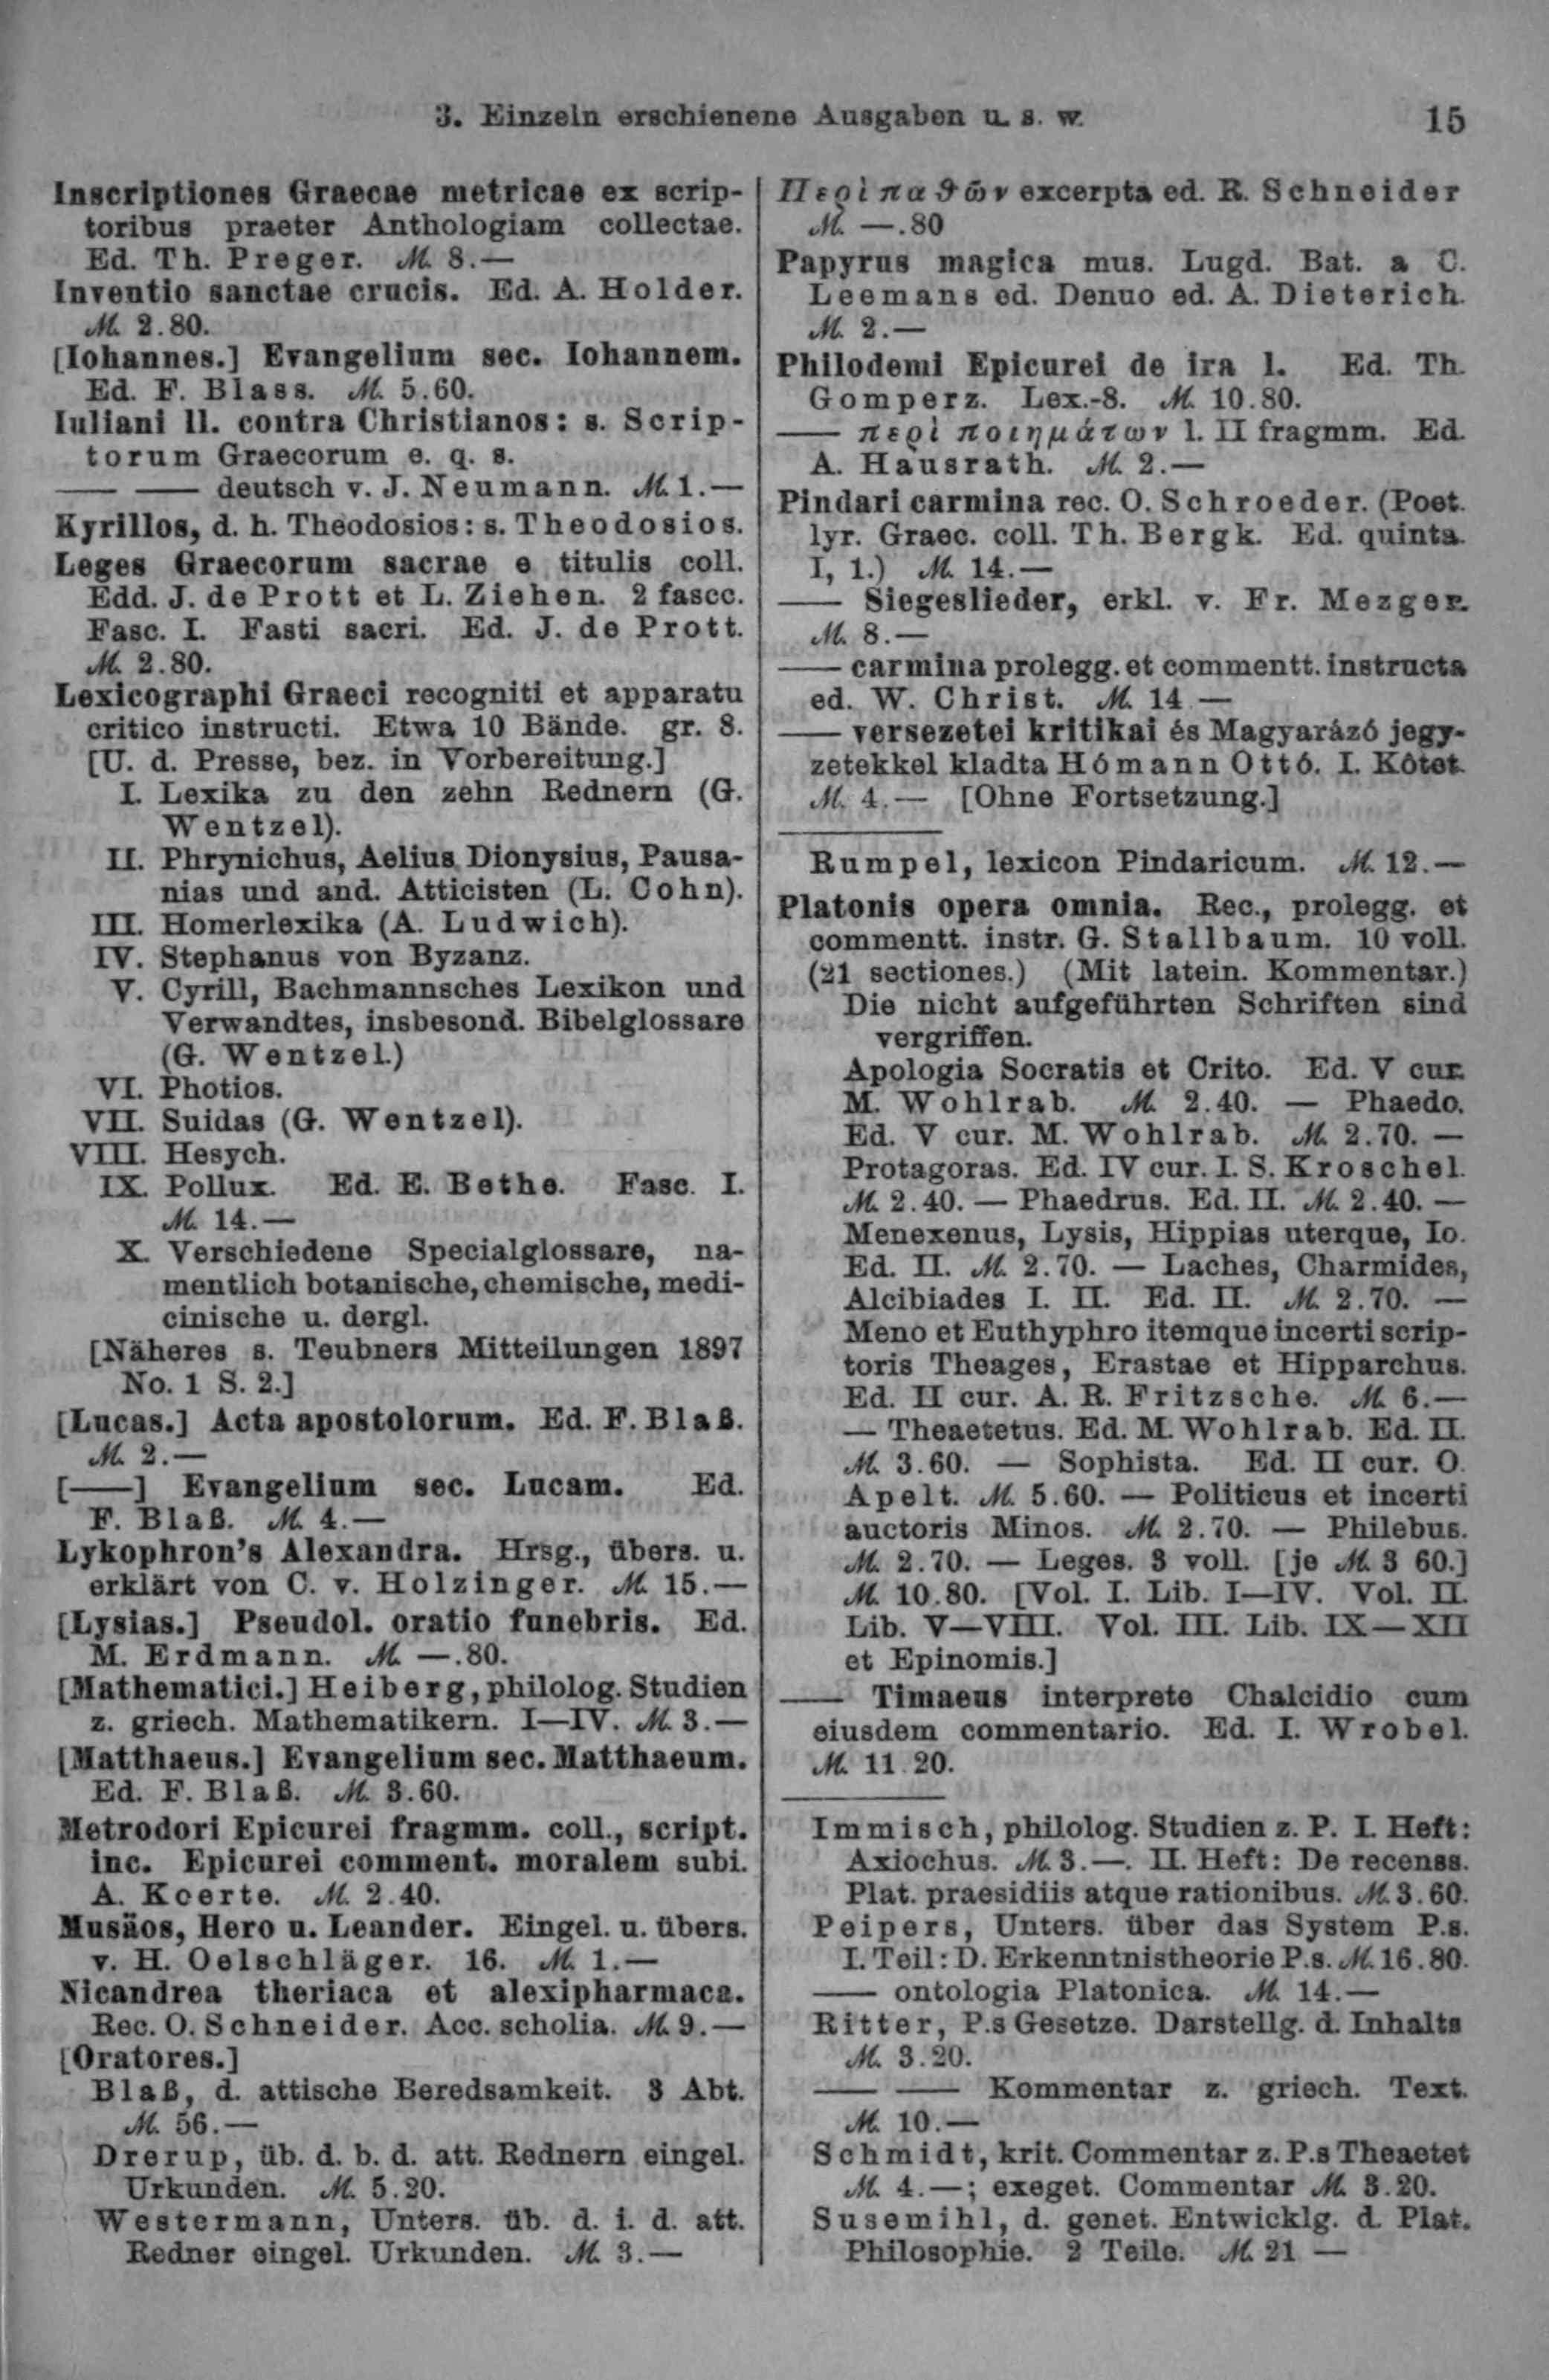 3. Einzeln erschienene Ausgaben u. s. w. 15
Inscriptiones Graecae metricae ex scrip-
toribus praeter Anthologiam collectae.
Ed. Th. Preger. ℳ 8.—
Inventio sanctae crucis. Ed. A. Holder.
ℳ 2.80.
[Iohannes.] Evangelium sec. Iohannem.
Ed. F. Blass. ℳ 5.60.
Iuliani ll. contra Christianos: s. Scrip-
torum Graecorum e. q. s.
—— —— deutsch v. J. Neumann. ℳ 1.—
Kyrillos, d. h. Theodosios: s. Theodosios.
Leges Graecorum sacrae e titulis coll.
Edd. J. de Prott et L. Ziehen. 2 fascc.
Fasc. I. Fasti sacri. Ed. J. de Prott.
ℳ 2.80.
Lexicographi Graeci recogniti et apparatu
critico instructi. Etwa 10 Bände. gr. 8.
[U. d. Presse, bez. in Vorbereitung.]
I. Lexika zu den zehn Rednern (G.
Wentzel).
II. Phrynichus, Aelius Dionysius, Pausa-
nias und and. Atticisten (L. Cohn).
III. Homerlexika (A. Ludwich).
IV. Stephanus von Byzanz.
V. Cyrill, Bachmannsches Lexikon und
Verwandtes, insbesond. Bibelglossare
(G. Wentzel.)
VI. Photios.
VII. Suidas (G. Wentzel).
VIII. Hesych.
IX. Pollux. Ed. E. Bethe. Fasc. I.
ℳ 14.—
X. Verschiedene Specialglossare, na-
mentlich botanische, chemische, medi-
cinische u. dergl.
[Näheres s. Teubners Mitteilungen 1897
No. 1 S. 2.]
[Lucas.] Acta apostolorum. Ed. F. Blaß.
ℳ 2.—
[——] Evangelium sec. Lucam. Ed.
F. Blaß. ℳ 4.—
Lykophron's Alexandra. Hrsg., übers. u.
erklärt von C. v. Holzinger. ℳ 15.—
[Lysias.] Pseudol. oratio funebris. Ed.
M. Erdmann. ℳ —.80.
[Mathematici.] Heiberg, philolog. Studien
z. griech. Mathematikern. I—IV. ℳ 3.—
[Matthaeus.] Evangelium sec. Matthaeum.
Ed. F. Blaß. ℳ 3.60.
Metrodori Epicurei fragmm. coll., script.
inc. Epicurei comment. moralem subi.
A. Koerte. ℳ 2.40.
Musäos, Hero u. Leander. Eingel. u. übers.
v. H. Oelschläger. 16. ℳ 1.—
Nicandrea theriaca et alexipharmaca.
Rec. O. Schneider. Acc. scholia. ℳ 9.—
[Oratores.]
Blaß, d. attische Beredsamkeit. 3 Abt.
ℳ 56.—
Drerup, üb. d. b. d. att. Rednern eingel.
Urkunden. ℳ 5.20.
Westermann, Unters. üb. d. i. d. att.
Redner eingel. Urkunden. ℳ 3.—
Περὶ παθῶν excerpta ed. R. Schneider
ℳ —.80
Papyrus magica mus. Lugd. Bat. a C.
Leemans ed. Denuo ed. A. Dieterich.
ℳ 2.—
Philodemi Epicurei de ira l. Ed. Th.
Gomperz. Lex.-8. ℳ 10.80.
—— περὶ ποιημάτων l. II fragmm. Ed.
A. Hausrath. ℳ 2.—
Pindari carmina rec. O. Schroeder. (Poet.
lyr. Graec. coll. Th. Bergk. Ed. quinta.
I, 1.) ℳ 14.—
—— Siegeslieder, erkl. v. Fr. Mezger.
ℳ 8.—
—— carmina prolegg. et commentt. instructa
ed. W. Christ. ℳ 14 —
—— versezetei kritikai és Magyarázó jegy-
zetekkel kladta Hómann Ottó. I. Kôtet.
ℳ 4.— [Ohne Fortsetzung.]
Rumpel, lexicon Pindaricum. ℳ 12.—
Platonis opera omnia. Rec., prolegg. et
commentt. instr. G. Stallbaum. 10 voll.
(21 sectiones.) (Mit latein. Kommentar.)
Die nicht aufgeführten Schriften sind
vergriffen.
Apologia Socratis et Crito. Ed. V cur.
M. Wohlrab. ℳ 2.40. — Phaedo.
Ed. V cur. M. Wohlrab. ℳ 2.70. —
Protagoras. Ed. IV cur. I. S. Kroschel.
ℳ 2.40. — Phaedrus. Ed. II. ℳ 2.40. —
Menexenus, Lysis, Hippias uterque, Io.
Ed. II. ℳ 2.70. — Laches, Charmides,
Alcibiades I. II. Ed. II. ℳ 2.70. —
Meno et Euthyphro itemque incerti scrip-
toris Theages, Erastae et Hipparchus.
Ed. II cur. A. R. Fritzsche. ℳ 6.—
— Theaetetus. Ed. M. Wohlrab. Ed. II.
ℳ 3.60. — Sophista. Ed. II cur. O.
Apelt. ℳ 5.60. — Politicus et incerti
auctoris Minos. ℳ 2.70. — Philebus.
ℳ 2.70. — Leges. 3 voll. [je ℳ 3 60.]
ℳ 10.80. [Vol. I. Lib. I—IV. Vol. II.
Lib. V—VIII. Vol. III. Lib. IX—XII
et Epinomis.]
—— Timaeus interprete Chalcidio cum
eiusdem commentario. Ed. I. Wrobel.
ℳ 11.20.
Immisch, philolog. Studien z. P. I. Heft:
Axiochus. ℳ 3.—. II. Heft: De recenss.
Plat. praesidiis atque rationibus. ℳ 3.60.
Peipers, Unters. über das System P.s.
I. Teil: D. Erkenntnistheorie P.s. ℳ 16.80.
—— ontologia Platonica. ℳ 14.—
Ritter, P.s Gesetze. Darstellg. d. Inhalts
ℳ 3.20.
—— —— Kommentar z. griech. Text.
ℳ 10.—
Schmidt, krit. Commentar z. P.s Theaetet
ℳ 4.—; exeget. Commentar ℳ 3.20.
Susemihl, d. genet. Entwicklg. d. Plat.
Philosophie. 2 Teile. ℳ 21 —